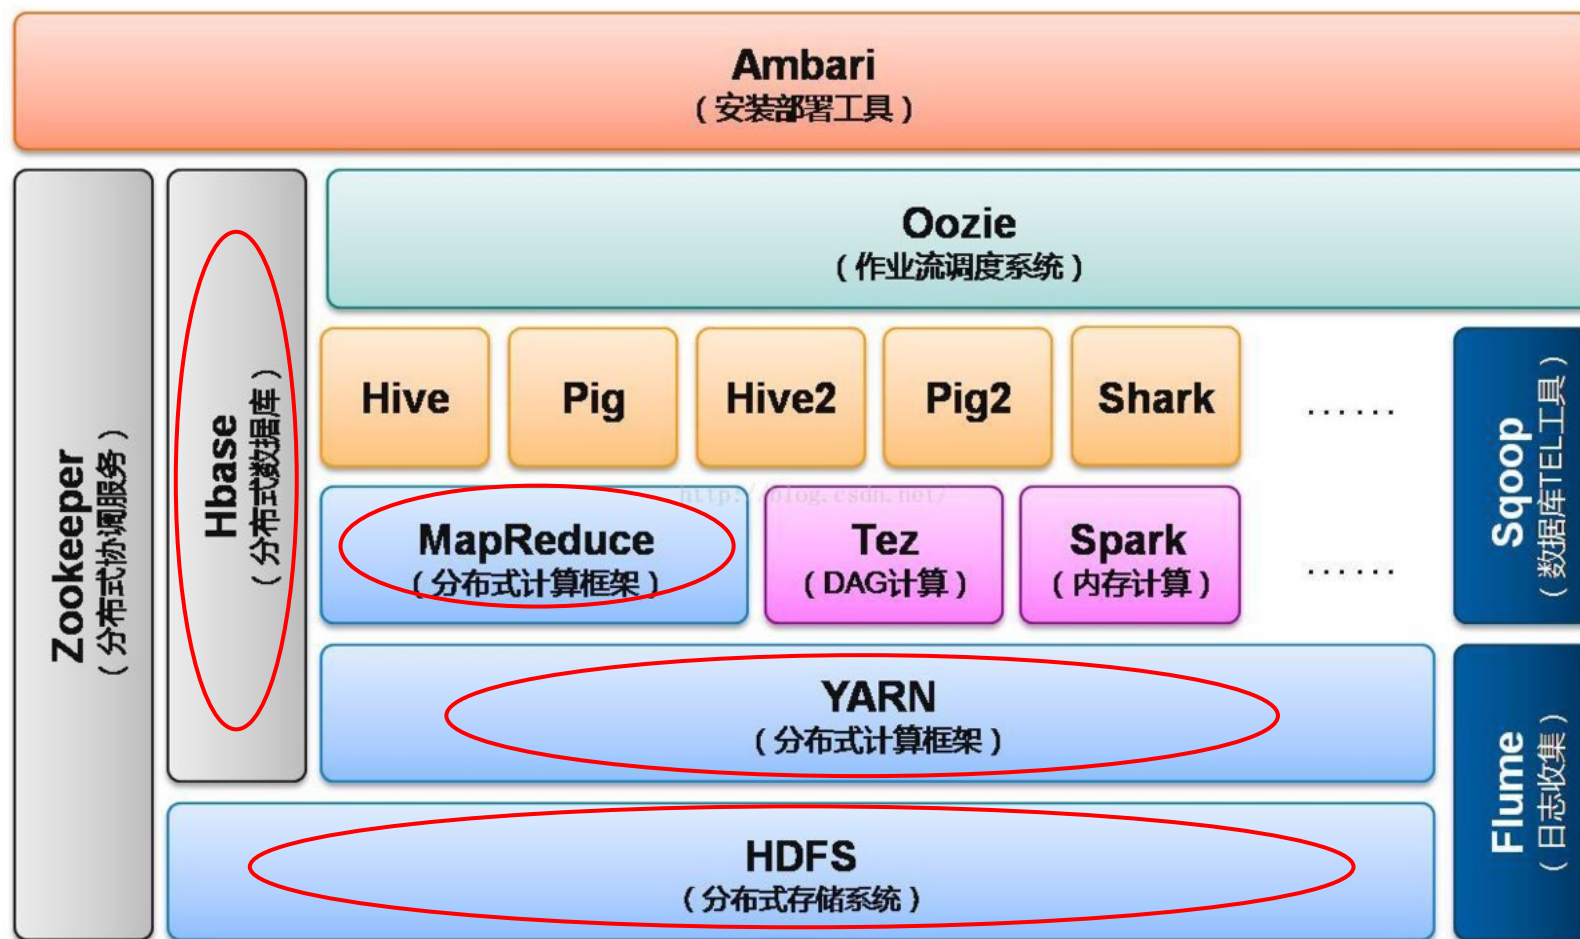 Ambari
（安装部署工具）
Zookeeper
（分布式协调服务）
Hbase
（分布式数据库）
Oozie
（作业流调度系统）
Hive
Pig
Hive2
Pig2
Shark
……
Sqoop
（数据库TEL工具）
http://blog.csdn.net/
MapReduce
（分布式计算框架）
Tez
（DAG计算）
Spark
（内存计算）
……
YARN
（分布式计算框架）
Flume
（日志收集）
HDFS
（分布式存储系统）